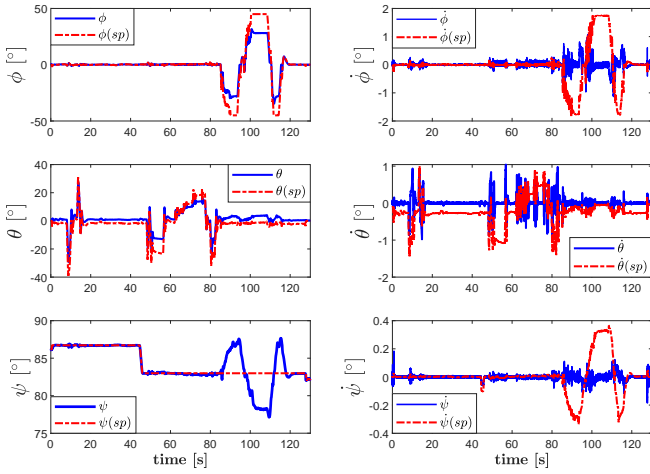 50
0
-50
0 20 40 60 80 100 120
ϕ [°]
ϕ
ϕ(sp)
2
1
0
-1
-2
0 20 40 60 80 100 120
ϕ̇ [°]
ϕ̇
ϕ̇(sp)
40
20
0
-20
-40
0 20 40 60 80 100 120
θ [°]
θ
θ(sp)
1
0
-1
-2
0 20 40 60 80 100 120
θ̇ [°]
θ̇
θ̇(sp)
90
85
80
75
0 20 40 60 80 100 120
ψ [°]
ψ
ψ(sp)
time [s]
0.4
0.2
0
-0.2
-0.4
0 20 40 60 80 100 120
ψ̇ [°]
ψ̇
ψ̇(sp)
time [s]